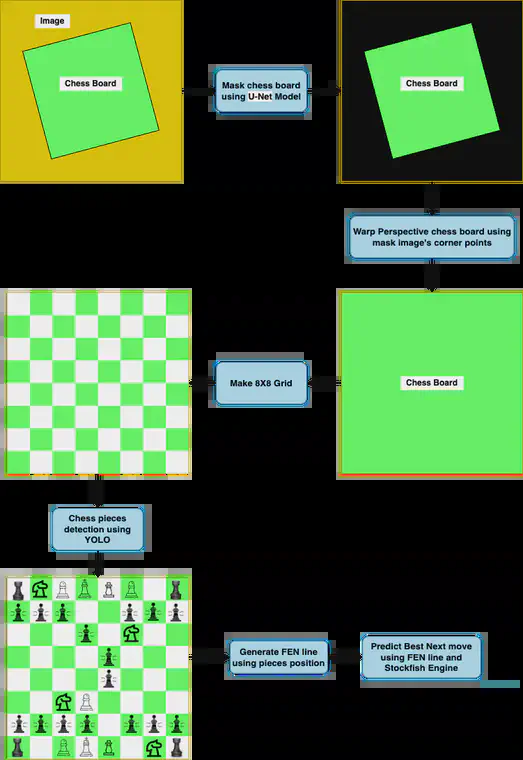 Image
Chess Board
Mask chess board
using U-Net Model
Chess Board
Warp Perspective chess board using
mask image's corner points
Chess Board
Make 8X8 Grid
Chess pieces
detection using
YOLO
Generate FEN line
using pieces position
Predict Best Next move
using FEN line and
Stockfish Engine